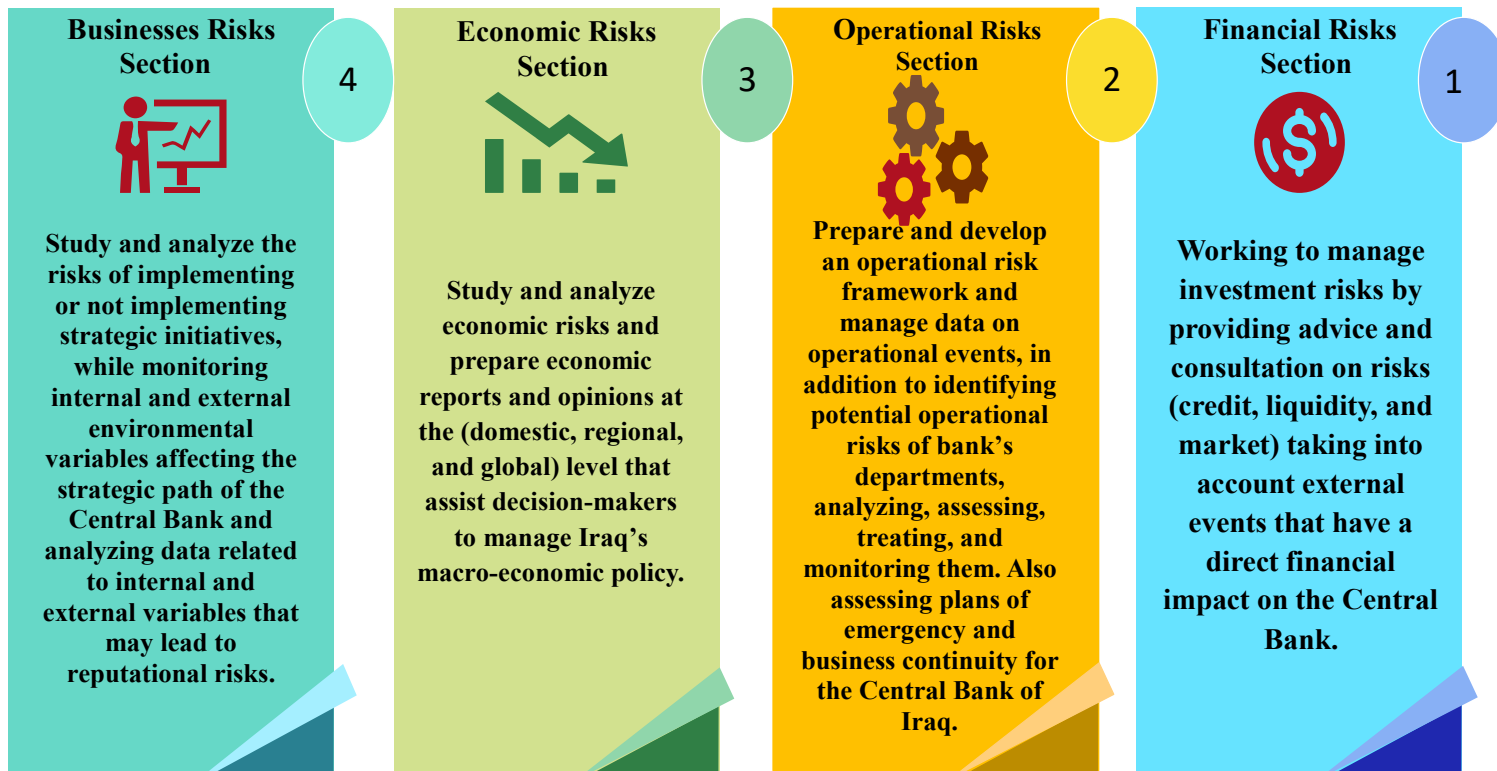 Businesses Risks
Section
4
Study and analyze the
risks of implementing
or not implementing
strategic initiatives,
while monitoring
internal and external
environmental
variables affecting the
strategic path of the
Central Bank and
analyzing data related
to internal and
external variables that
may lead to
reputational risks.
Economic Risks
Section
3
Study and analyze
economic risks and
prepare economic
reports and opinions at
the (domestic, regional,
and global) level that
assist decision-makers
to manage Iraq’s
macro-economic policy.
Operational Risks
Section
2
Prepare and develop
an operational risk
framework and
manage data on
operational events, in
addition to identifying
potential operational
risks of bank’s
departments,
analyzing, assessing,
treating, and
monitoring them. Also
assessing plans of
emergency and
business continuity for
the Central Bank of
Iraq.
Financial Risks
Section
1
$
Working to manage
investment risks by
providing advice and
consultation on risks
(credit, liquidity, and
market) taking into
account external
events that have a
direct financial
impact on the Central
Bank.